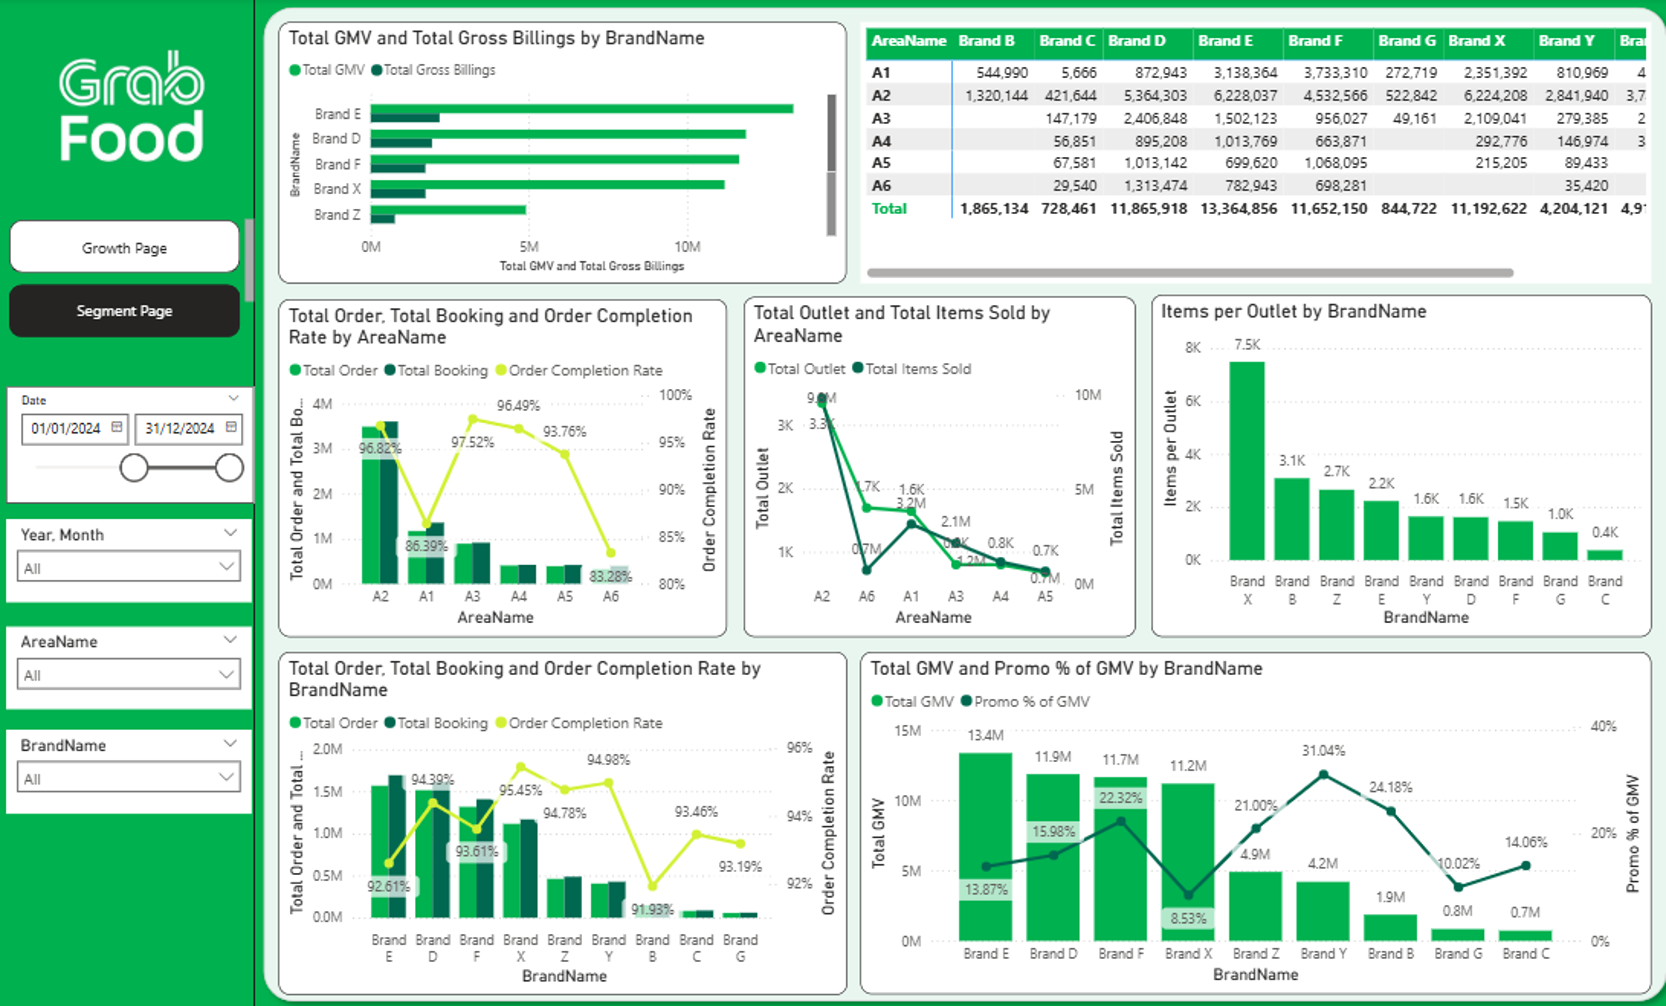 Grab
Food
Growth Page
Segment Page
Date
01/01/2024
31/12/2024
Year, Month
All
AreaName
All
BrandName
All
Total GMV and Total Gross Billings by BrandName
Total GMV Total Gross Billings
BrandName
Brand E
Brand D
Brand F
Brand X
Brand Z
0M 5M 10M
Total GMV and Total Gross Billings
AreaName Brand B Brand C Brand D Brand E Brand F Brand G Brand X Brand Y Bra
A1 544,990 5,666 872,943 3,138,364 3,733,310 272,719 2,351,392 810,969 4
A2 1,320,144 421,644 5,364,303 6,228,037 4,532,566 522,842 6,224,208 2,841,940 3,7
A3 147,179 2,406,848 1,502,123 956,027 49,161 2,109,041 279,385 2
A4 56,851 895,208 1,013,769 663,871 292,776 146,974 3
A5 67,581 1,013,142 699,620 1,068,095 215,205 89,433
A6 29,540 1,313,474 782,943 698,281 35,420
Total 1,865,134 728,461 11,865,918 13,364,856 11,652,150 844,722 11,192,622 4,204,121 4,9
Total Order, Total Booking and Order Completion
Rate by AreaName
Total Order Total Booking Order Completion Rate
Total Order and Total Bo...
4M
3M
2M
1M
0M
96.82%
86.39%
97.52%
96.49%
93.76%
83.28%
100%
95%
90%
85%
80%
Order Completion Rate
A2 A1 A3 A4 A5 A6
AreaName
Total Outlet and Total Items Sold by
AreaName
Total Outlet Total Items Sold
Total Outlet
3K
2K
1K
3.3K
1.7K
0.7M
1.6K
3.2M
2.1M
1.2M
0.8K
0.7K
0.7M
10M
5M
0M
Total Items Sold
A2 A6 A1 A3 A4 A5
AreaName
Items per Outlet by BrandName
Items per Outlet
8K
6K
4K
2K
0K
7.5K
3.1K
2.7K
2.2K
1.6K
1.6K
1.5K
1.0K
0.4K
Brand Brand Brand Brand Brand Brand Brand Brand Brand
X B Z E Y D F G C
BrandName
Total Order, Total Booking and Order Completion Rate by
BrandName
Total Order Total Booking Order Completion Rate
Total Order and Total ...
2.0M
1.5M
1.0M
0.5M
0.0M
92.61%
94.39%
93.61%
95.45%
94.78%
94.98%
91.93%
93.46%
93.19%
96%
94%
92%
Order Completion Rate
Brand Brand Brand Brand Brand Brand Brand Brand Brand
E D F X Z Y B C G
BrandName
Total GMV and Promo % of GMV by BrandName
Total GMV Promo % of GMV
Total GMV
15M
10M
5M
0M
13.4M
11.9M
11.7M
11.2M
4.9M
4.2M
1.9M
0.8M
0.7M
13.87%
15.98%
22.32%
8.53%
21.00%
31.04%
24.18%
10.02%
14.06%
40%
20%
0%
Promo % of GMV
Brand E Brand D Brand F Brand X Brand Z Brand Y Brand B Brand G Brand C
BrandName